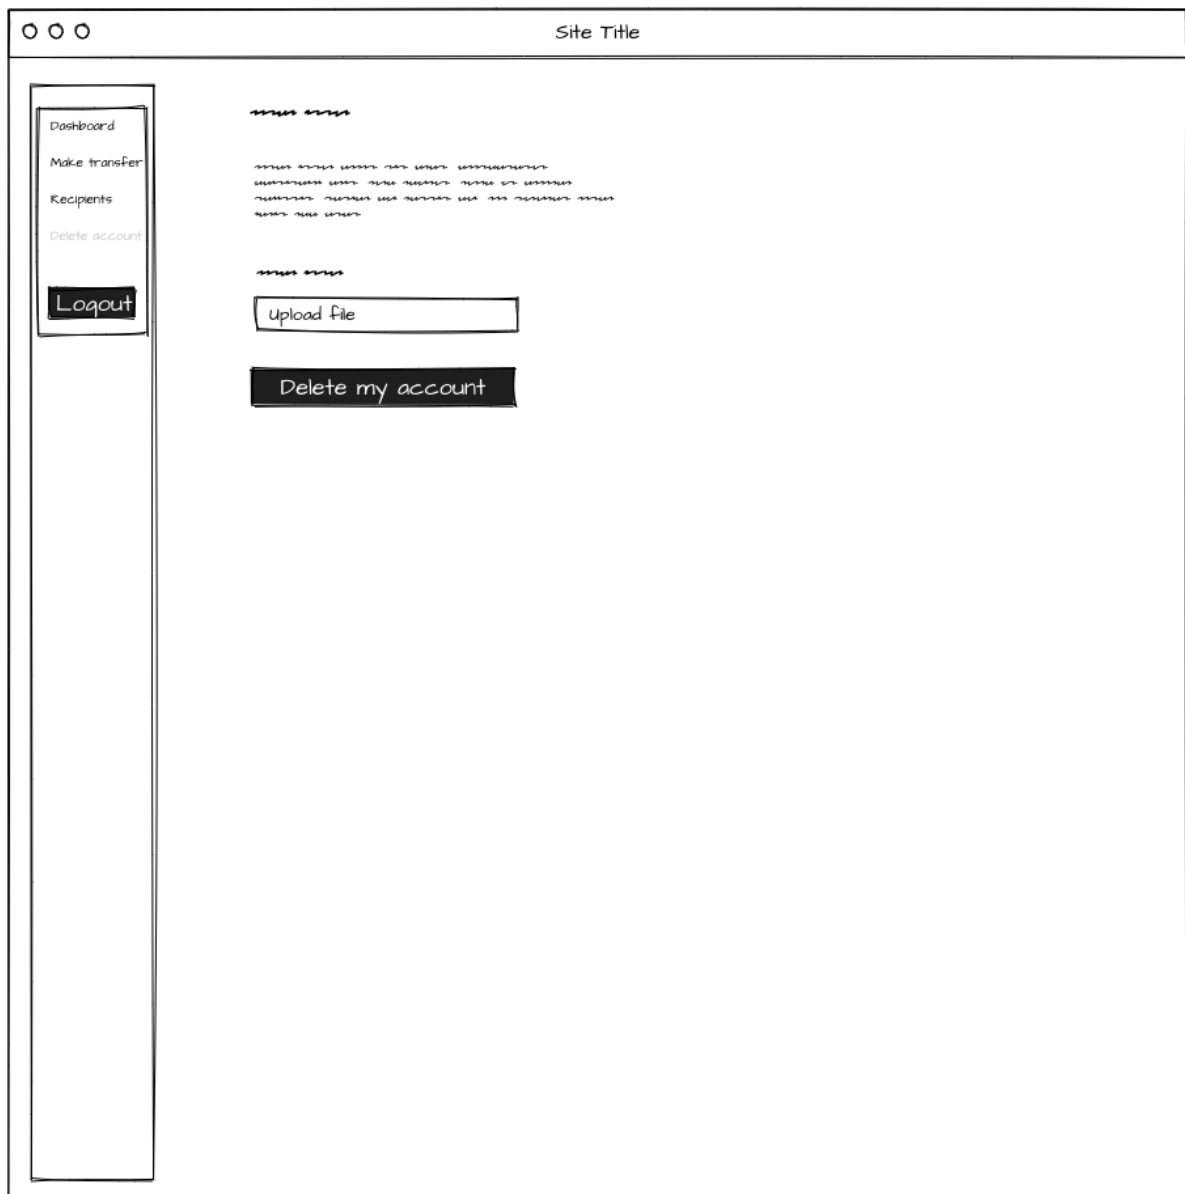 Site Title
Dashboard
Make transfer
Recipients
Delete account
Logout
Upload file
Delete my account